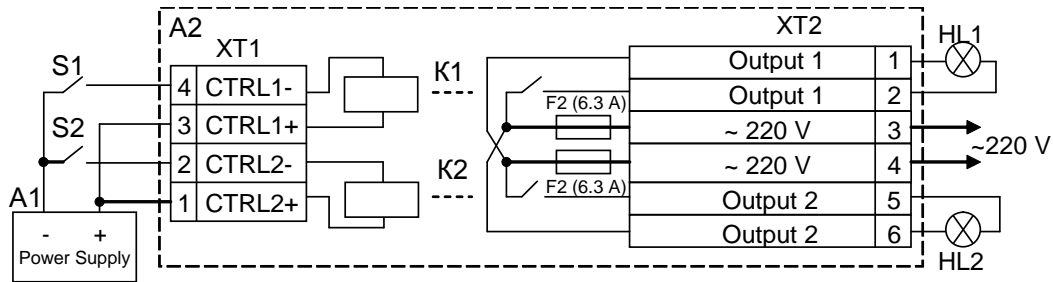 A2
XT1
XT2
HL1
S1
4 CTRL1-
K1
Output 1 1
F2 (6.3 A)
Output 1 2
S2
3 CTRL1+
~ 220 V 3
~220 V
2 CTRL2-
K2
~ 220 V 4
F2 (6.3 A)
A1
1 CTRL2+
Output 2 5
- +
Output 2 6
Power Supply
HL2